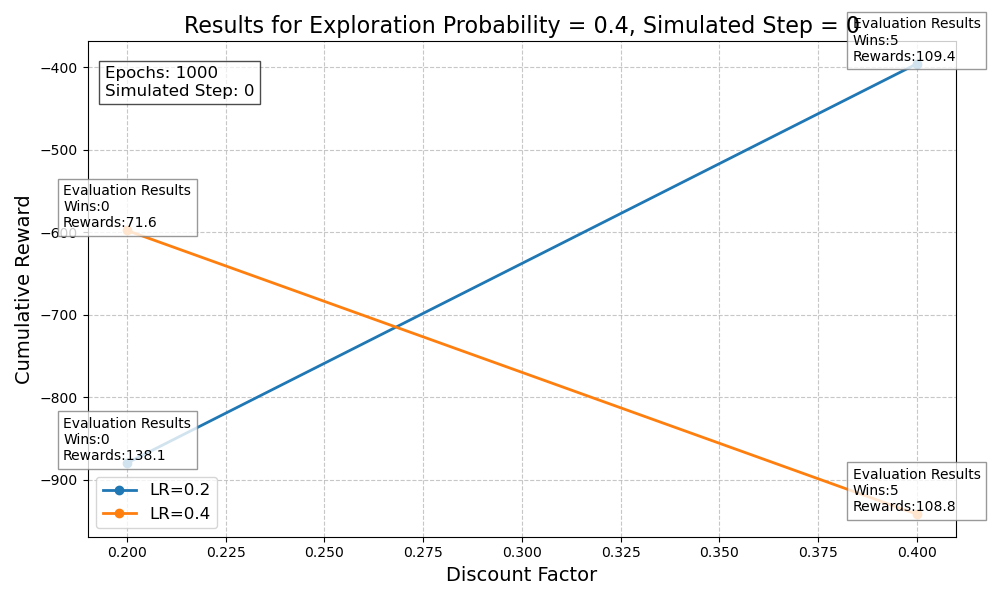 Results for Exploration Probability = 0.4, Simulated Step = 0
Evaluation Results
Wins:5
Rewards:109.4
Epochs: 1000
Simulated Step: 0
Evaluation Results
Wins:0
Rewards:71.6
Evaluation Results
Wins:0
Rewards:138.1
Evaluation Results
Wins:5
Rewards:108.8
LR=0.2
LR=0.4
Cumulative Reward
−400
−500
−600
−700
−800
−900
0.200 0.225 0.250 0.275 0.300 0.325 0.350 0.375 0.400
Discount Factor